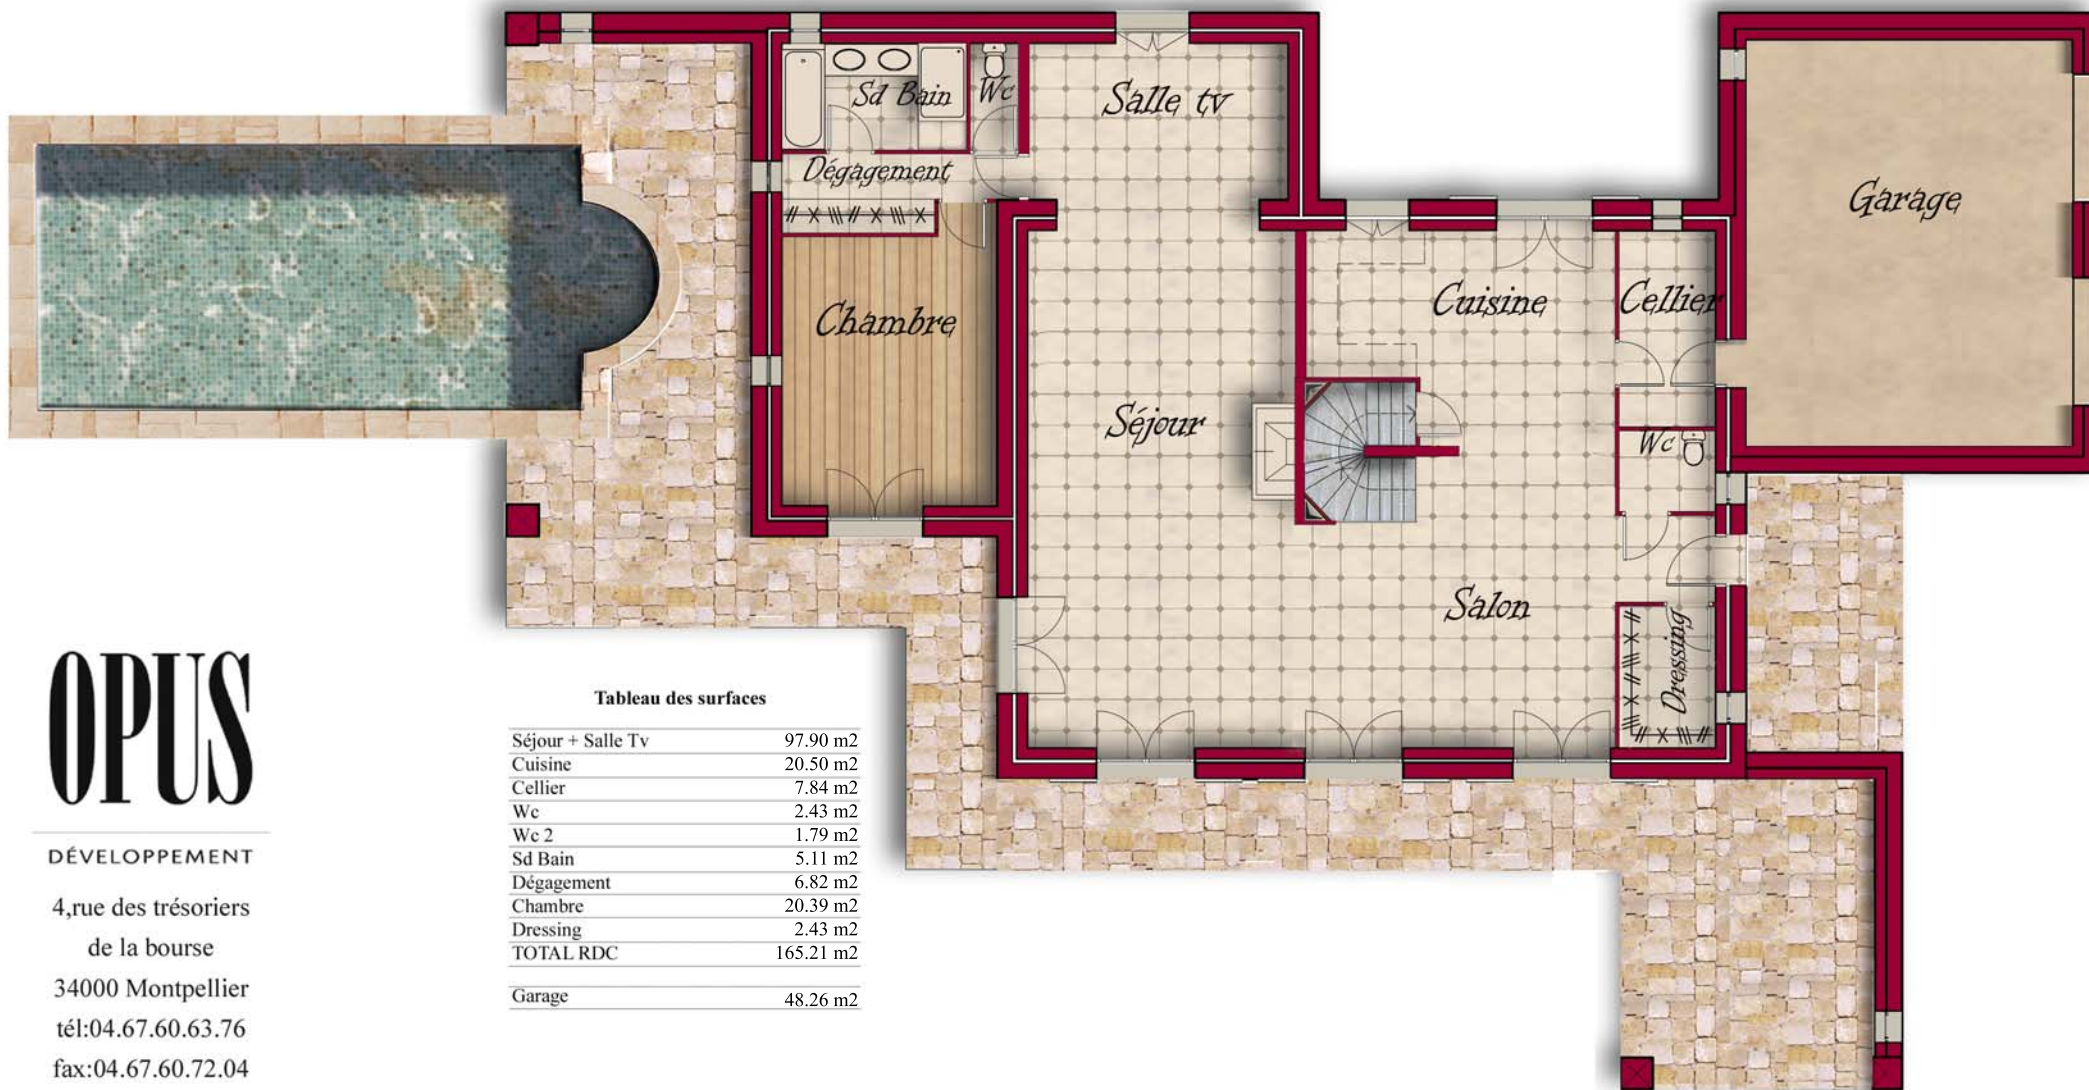 Sd Bain
Wc
Salle tv
Dégagement
Garage
Chambre
Cuisine
Cellier
Séjour
Wc
Salon
Dressing
OPUS
DÉVELOPPEMENT
4,rue des trésoriers
de la bourse
34000 Montpellier
tél:04.67.60.63.76
fax:04.67.60.72.04
Tableau des surfaces
Séjour + Salle Tv 97.90 m2
Cuisine 20.50 m2
Cellier 7.84 m2
Wc 2.43 m2
Wc 2 1.79 m2
Sd Bain 5.11 m2
Dégagement 6.82 m2
Chambre 20.39 m2
Dressing 2.43 m2
TOTAL RDC 165.21 m2
Garage 48.26 m2